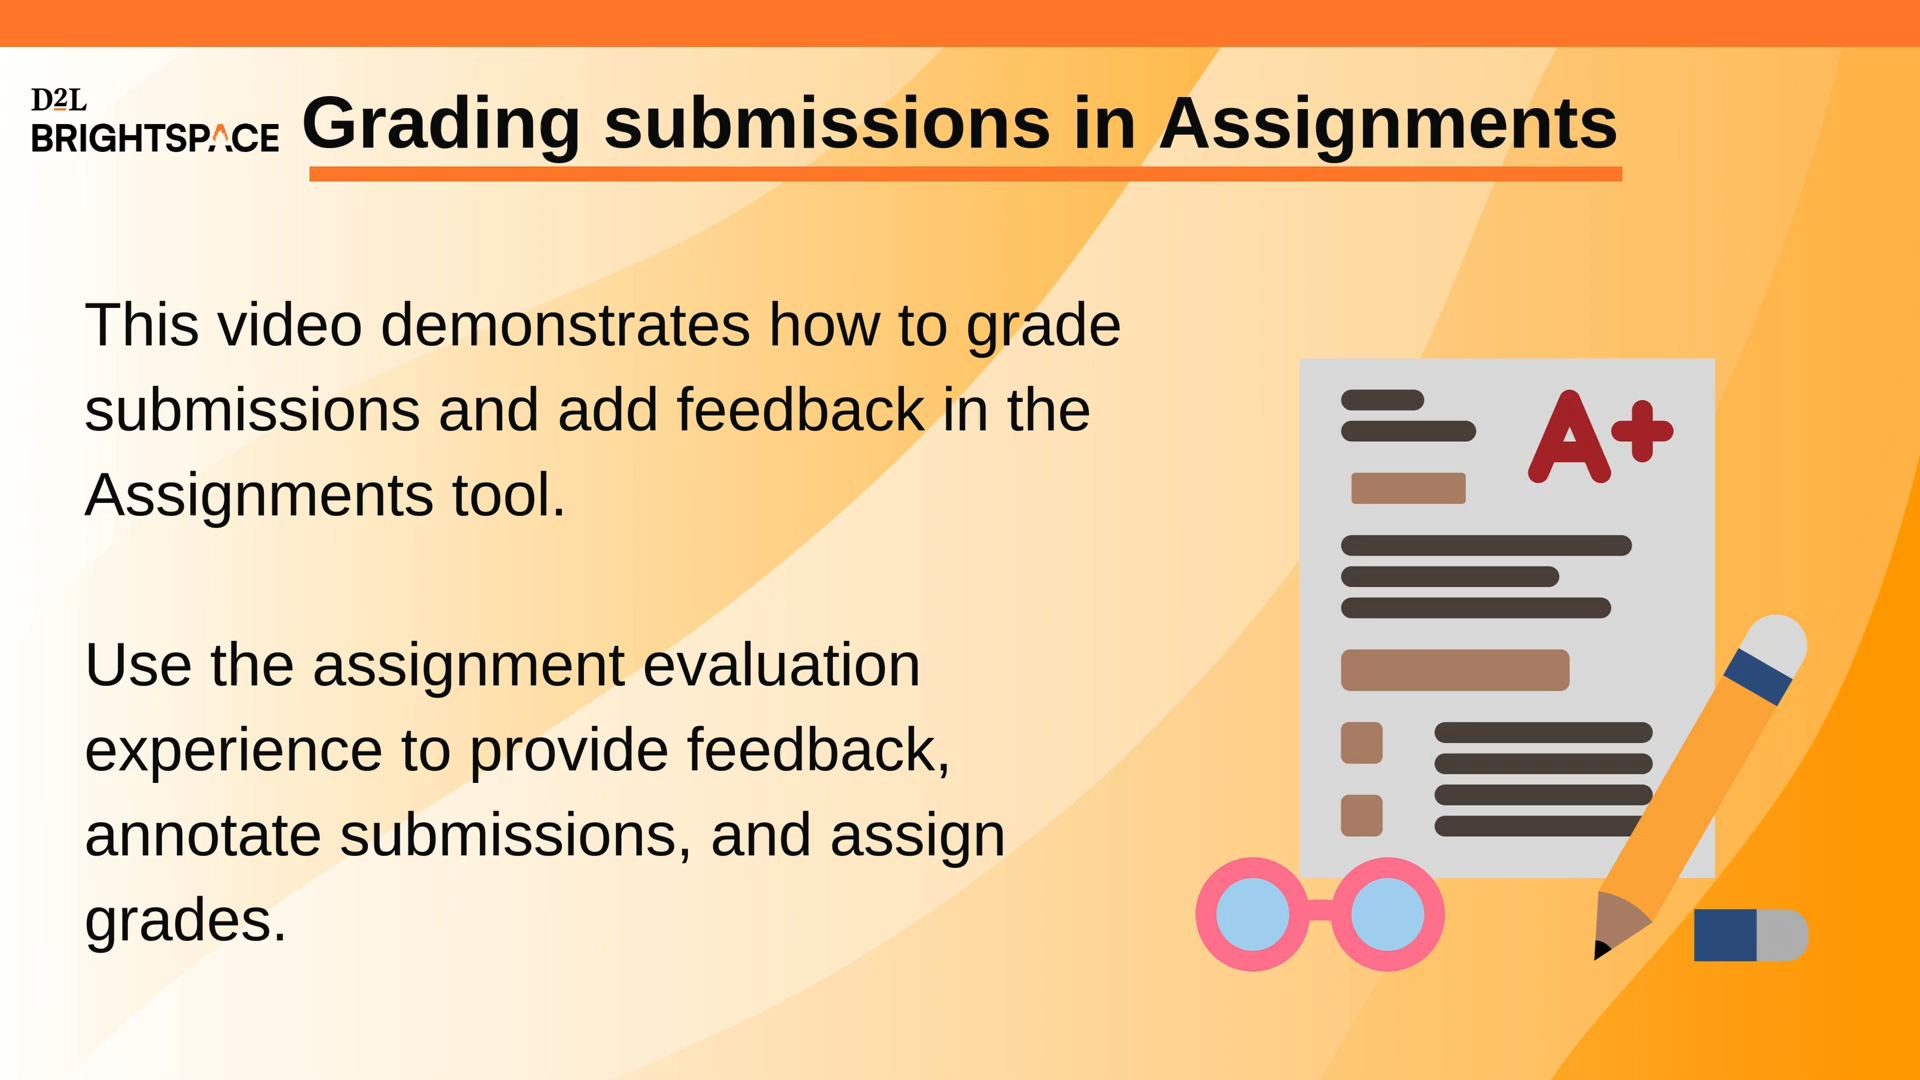 D2L
BRIGHTSPACE
Grading submissions in Assignments
This video demonstrates how to grade
submissions and add feedback in the
Assignments tool.
Use the assignment evaluation
experience to provide feedback,
annotate submissions, and assign
grades.
A+